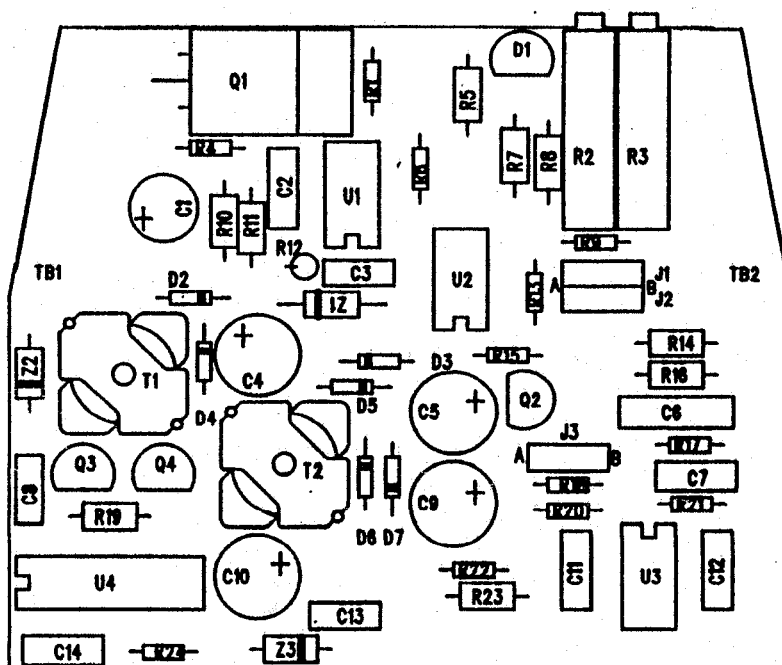 D1
Q1
R1
R5
R4
R7
R8
R2
R3
C2
R6
U1
C1
R10
R11
R9
R12
TB1
C3
U2
R13
A
B
J1
J2
TB2
D2
Z1
R14
Z2
T1
C4
D3
R15
R16
D4
D5
C5
Q2
C6
J3
R17
Q3
Q4
T2
A
B
C7
C8
C9
R18
R21
R19
R20
D6
D7
U4
C10
R22
C11
U3
C12
R23
C13
C14
R24
Z3